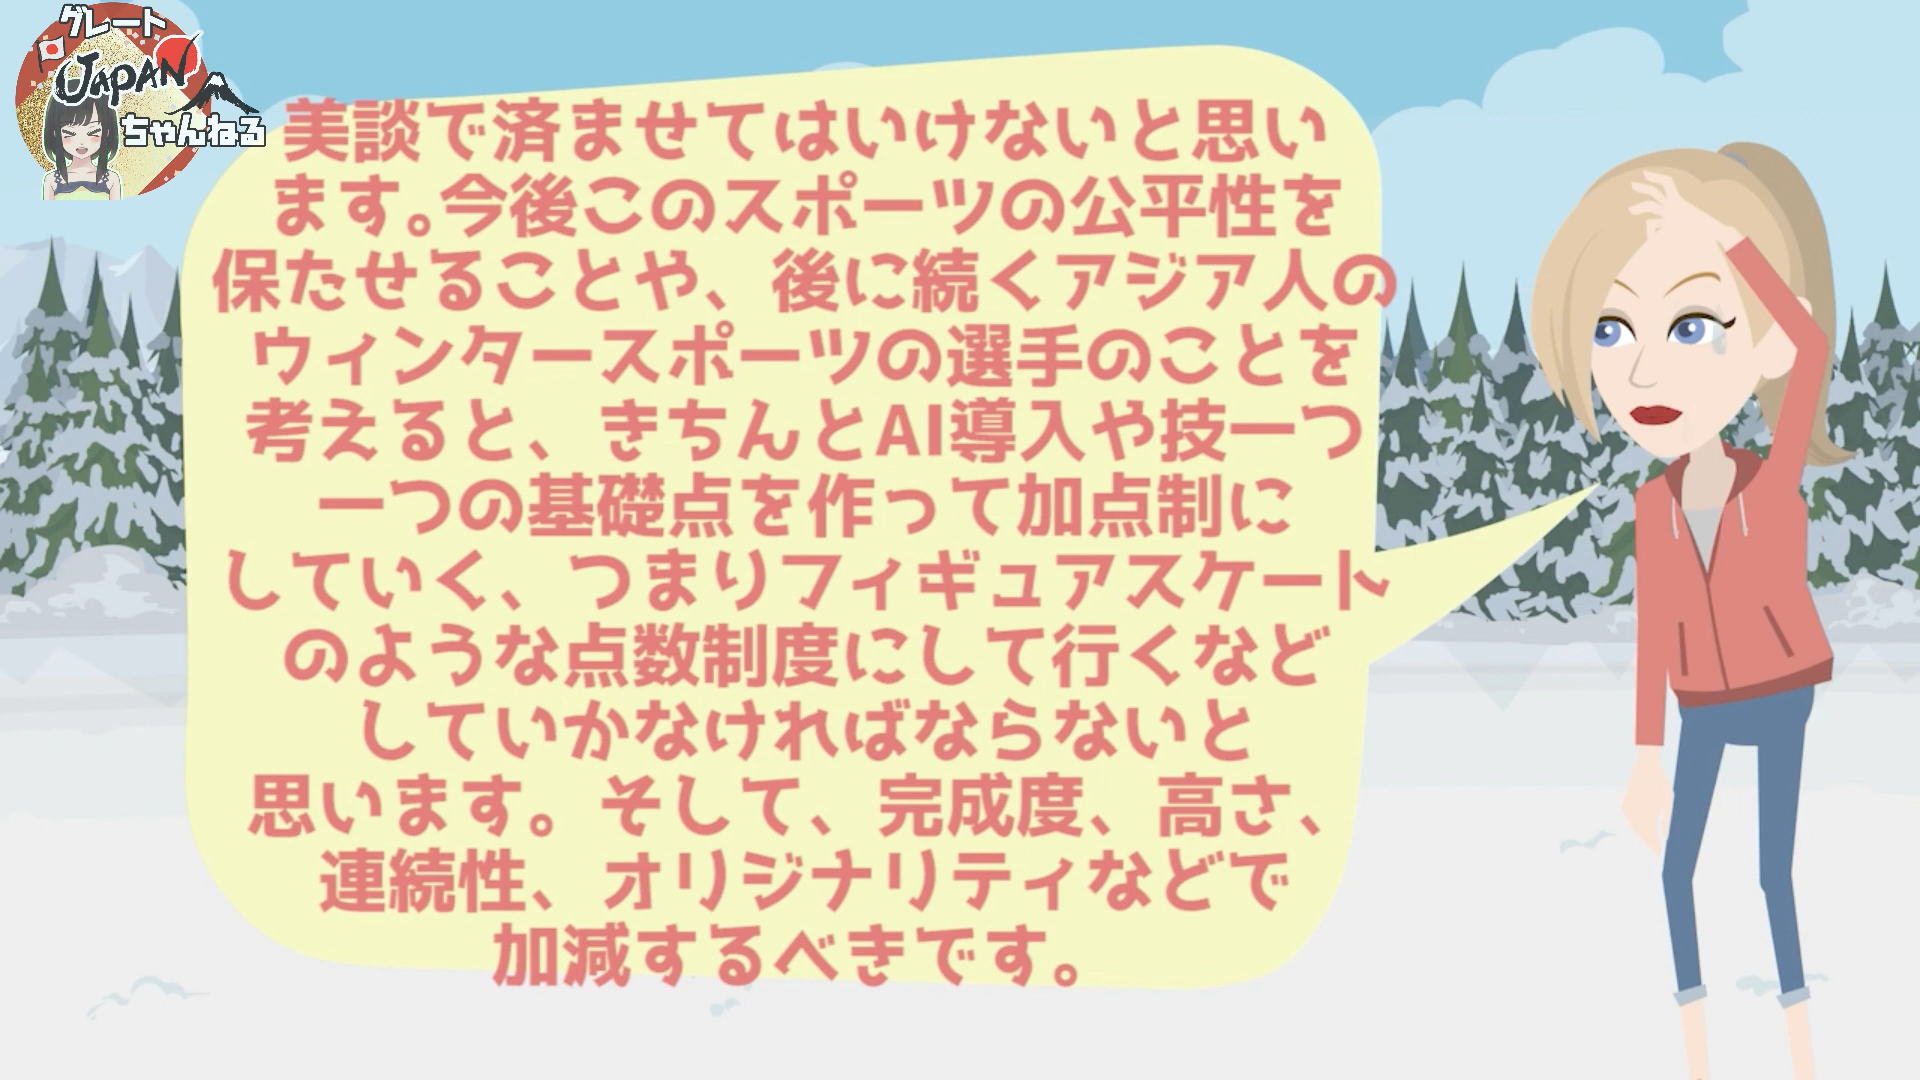 グレート
JAPAN
ちゃんねる
美談で済ませてはいけないと思い
ます。今後このスポーツの公平性を
保たせることや、後に続くアジア人の
ウィンタースポーツの選手のことを
考えると、きちんとAI導入や技一つ
一つの基礎点を作って加点制に
していく、つまりフィギュアスケート
のような点数制度にして行くなど
していかなければならないと
思います。そして、完成度、高さ、
連続性、オリジナリティなどで
加減するべきです。